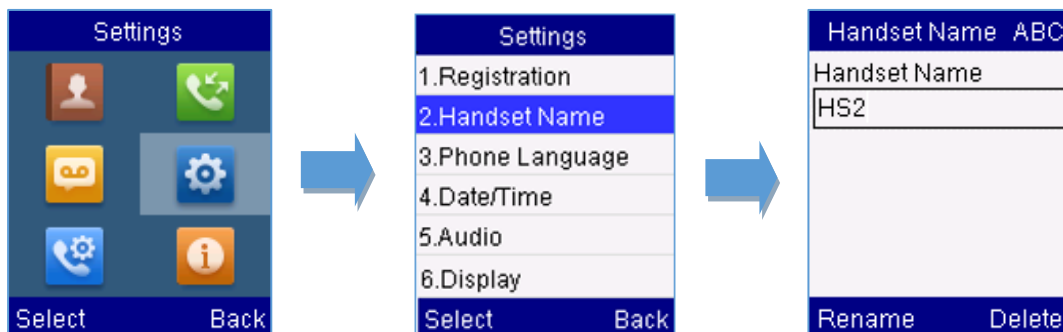 Settings
Select Back
Settings
1.Registration
2.Handset Name
3.Phone Language
4.Date/Time
5.Audio
6.Display
Select Back
Handset Name ABC
Handset Name
HS2
Rename Delete